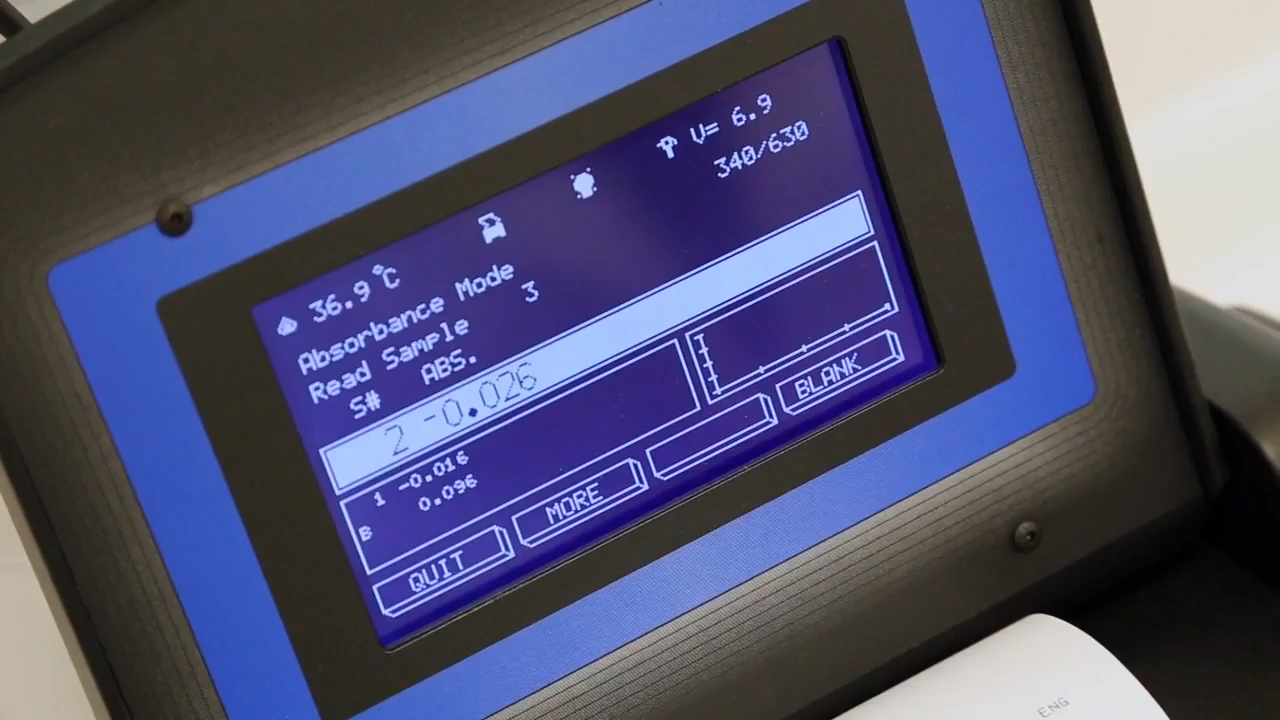 36.9°C V= 6.9
Absorbance Mode 340/630
Read Sample 3
S# ABS.
2 -0.026
1 -0.016
B 0.096
QUIT MORE BLANK
ENG